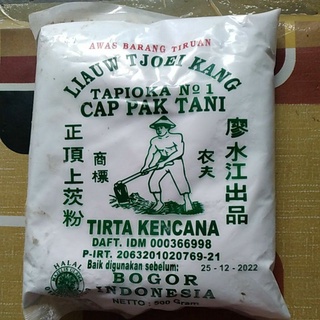 AWAS BARANG TIRUAN
LIAUW TJOEI KANG
TAPIOKA No 1
CAP PAK TANI
正頂上茨粉
商標
农夫
廖水江出品
TIRTA KENCANA
DAFT. IDM 000366998
P-IRT. 2063201020769-21
Baik digunakan sebelum: 25-12-2022
BOGOR
INDONESIA
NETTO : 500 Gram
HALAL